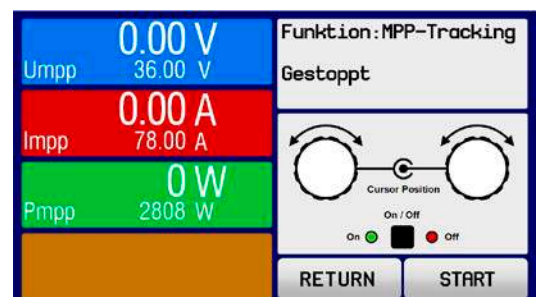 0.00 V
Umpp 36.00 V
0.00 A
Impp 78.00 A
0 W
Pmpp 2808 W
Funktion:MPP-Tracking
Gestoppt
Cursor Position
On / Off
On Off
RETURN START